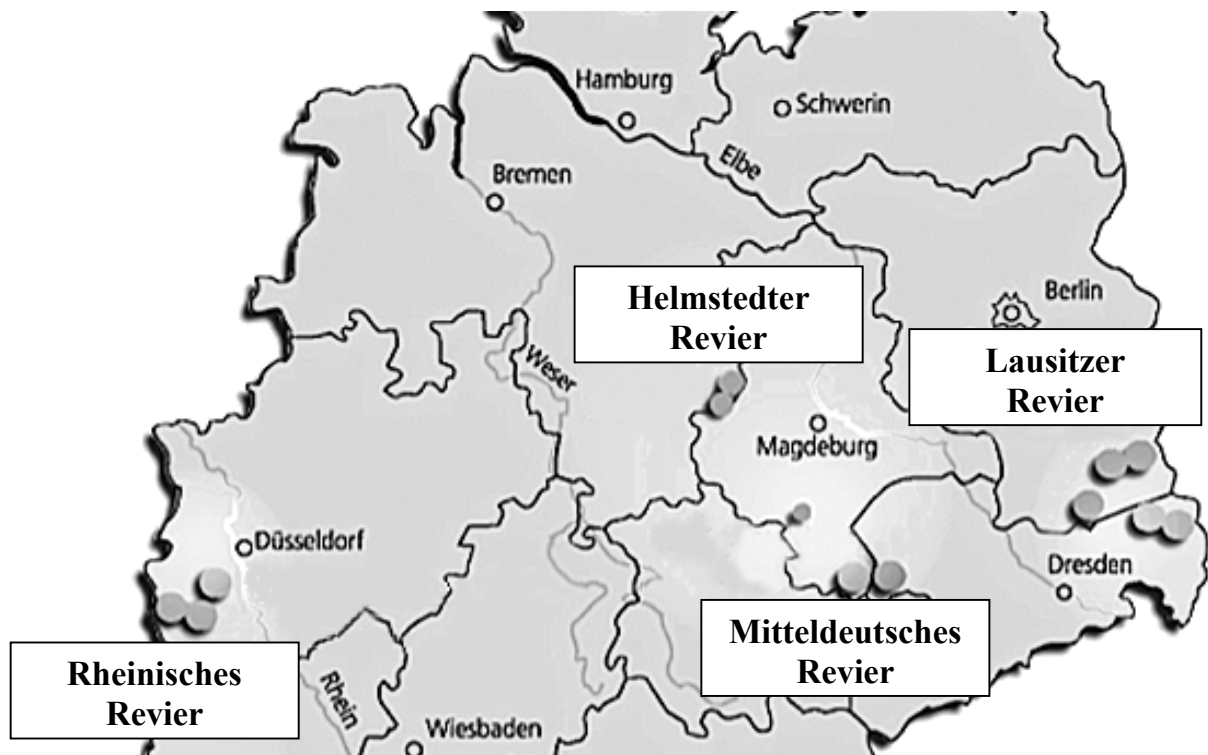 Hamburg
Schwerin
Elbe
Bremen
Helmstedter
Revier
Berlin
Lausitzer
Revier
Weser
Magdeburg
Düsseldorf
Dresden
Mitteldeutsches
Revier
Rheinisches
Revier
Rhein
Wiesbaden